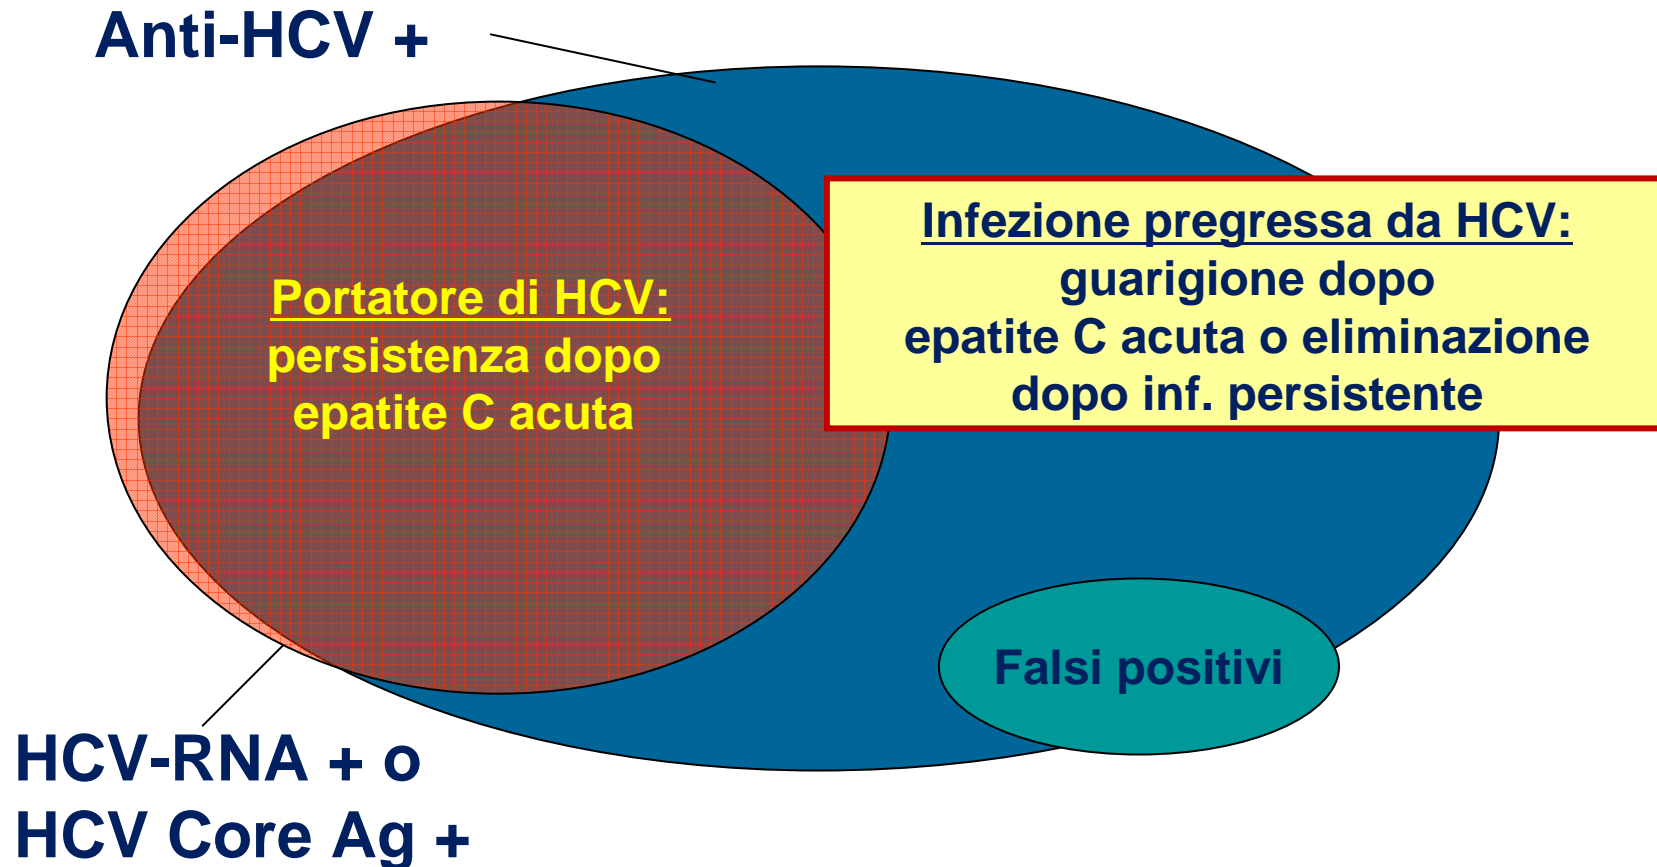 Anti-HCV +
Portatore di HCV:
persistenza dopo
epatite C acuta
Infezione pregressa da HCV:
guarigione dopo
epatite C acuta o eliminazione
dopo inf. persistente
Falsi positivi
HCV-RNA + o
HCV Core Ag +